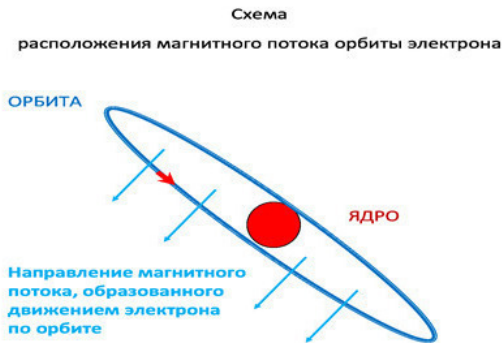 Схема
расположения магнитного потока орбиты электрона
ОРБИТА
ЯДРО
Направление магнитного
потока, образованного
движением электрона
по орбите